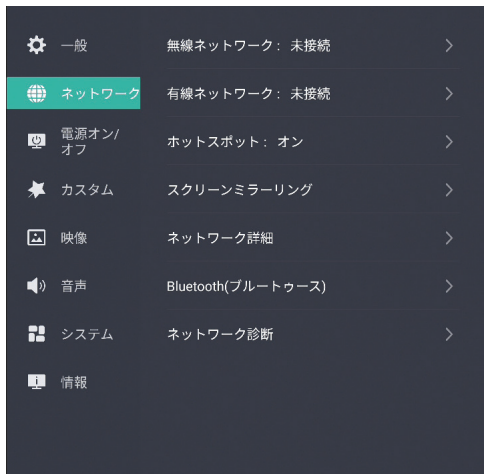 一般
ネットワーク
電源オン/
オフ
カスタム
映像
音声
システム
情報
無線ネットワーク： 未接続
有線ネットワーク： 未接続
ホットスポット： オン
スクリーンミラーリング
ネットワーク詳細
Bluetooth(ブルートゥース)
ネットワーク診断